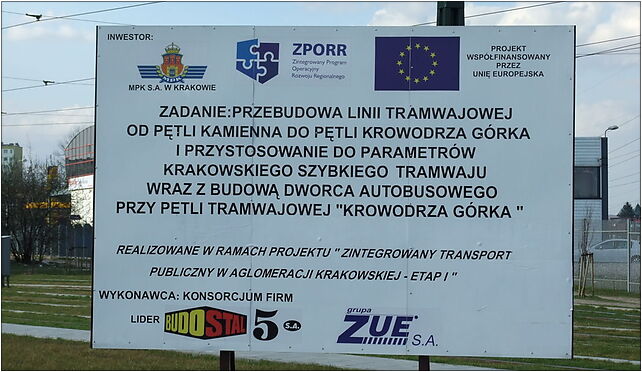 INWESTOR:
MPK S.A. W KRAKOWIE
ZPORR
Zintegrowany Program
Operacyjny
Rozwoju Regionalnego
PROJEKT
WSPÓŁFINANSOWANY
PRZEZ
UNIĘ EUROPEJSKA
ZADANIE:PRZEBUDOWA LINII TRAMWAJOWEJ
OD PĘTLI KAMIENNA DO PĘTLI KROWODRZA GÓRKA
I PRZYSTOSOWANIE DO PARAMETRÓW
KRAKOWSKIEGO SZYBKIEGO TRAMWAJU
WRAZ Z BUDOWĄ DWORCA AUTOBUSOWEGO
PRZY PETLI TRAMWAJOWEJ "KROWODRZA GÓRKA "
REALIZOWANE W RAMACH PROJEKTU " ZINTEGROWANY TRANSPORT
PUBLICZNY W AGLOMERACJI KRAKOWSKIEJ - ETAP I "
WYKONAWCA: KONSORCJUM FIRM
LIDER BUDOSTAL 5 S.A.
grupa
ZUE S.A.